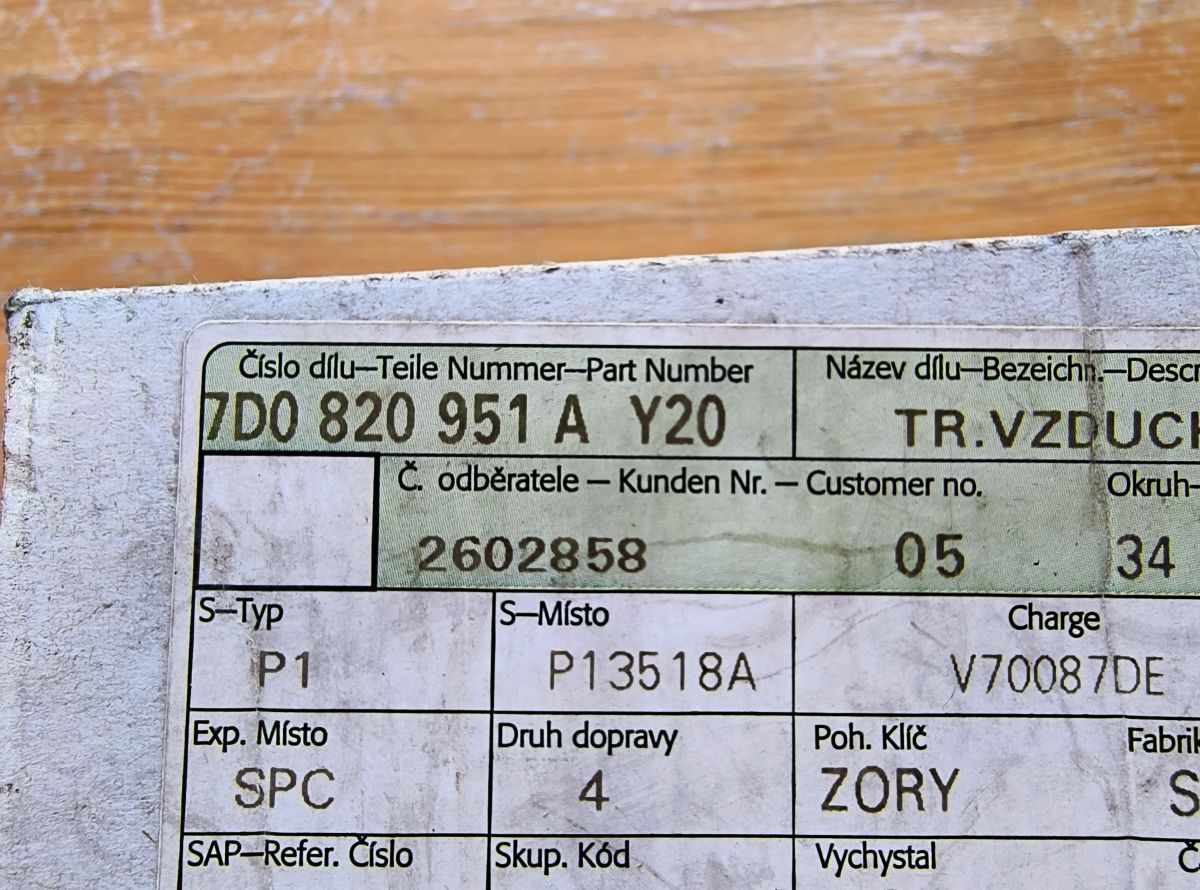 Číslo dílu–Teile Nummer–Part Number
7D0 820 951 A Y20
Název dílu–Bezeichn.–Descr
TR.VZDUCH
Č. odběratele – Kunden Nr. – Customer no.
2602858 05
Okruh-
34
S–Typ
P1
S–Místo
P13518A
Charge
V70087DE
Exp. Místo
SPC
Druh dopravy
4
Poh. Klíč
ZORY
Fabrik
S
SAP–Refer. Číslo
Skup. Kód
Vychystal
Č